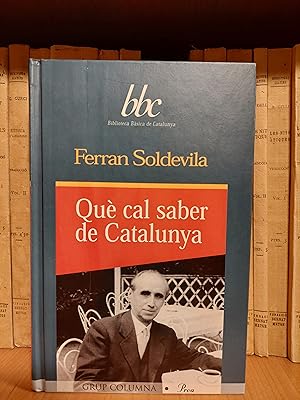 bbc
Biblioteca Bàsica de Catalunya
Ferran Soldevila
Què cal saber
de Catalunya
GRUP COLUMNA • Proa